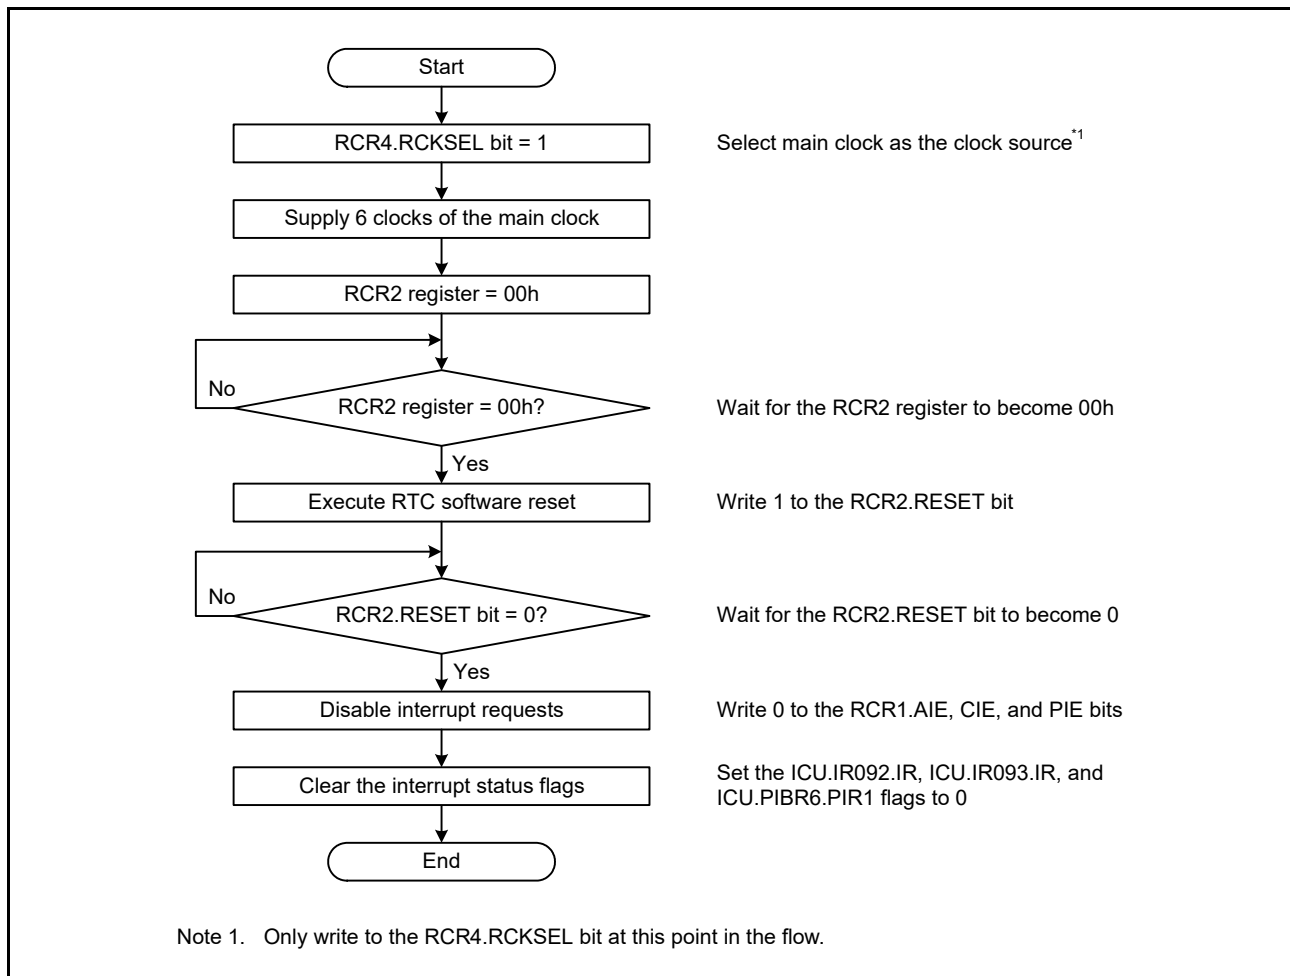 Start
RCR4.RCKSEL bit = 1
Select main clock as the clock source*1
Supply 6 clocks of the main clock
RCR2 register = 00h
No
RCR2 register = 00h?
Wait for the RCR2 register to become 00h
Yes
Execute RTC software reset
Write 1 to the RCR2.RESET bit
No
RCR2.RESET bit = 0?
Wait for the RCR2.RESET bit to become 0
Yes
Disable interrupt requests
Write 0 to the RCR1.AIE, CIE, and PIE bits
Clear the interrupt status flags
Set the ICU.IR092.IR, ICU.IR093.IR, and
ICU.PIBR6.PIR1 flags to 0
End
Note 1. Only write to the RCR4.RCKSEL bit at this point in the flow.